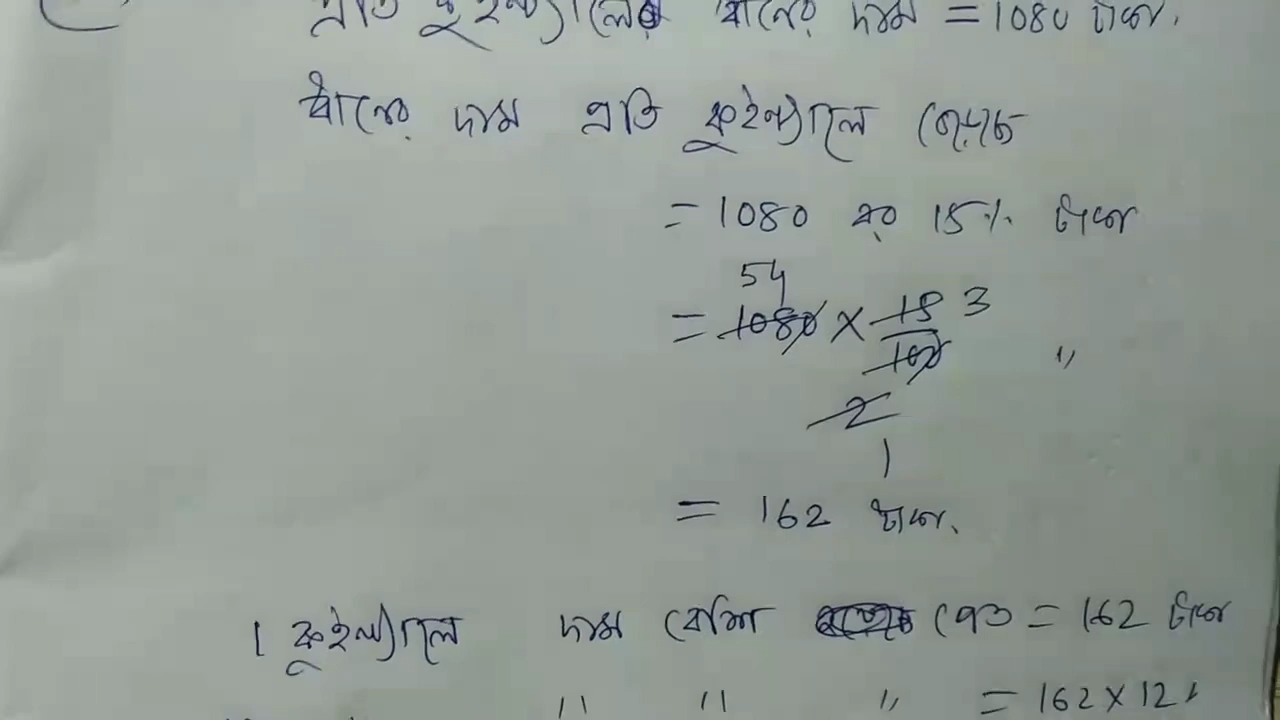 প্রতি কুইন্ট্যালের ধানের দাম = 1080 টাকা.
ধানের দাম প্রতি কুইন্ট্যালে বেড়েছে
= 1080 এর 15% টাকা
54
= 1080 × 15 3
100 "
2
1
= 162 টাকা.
1 কুইন্ট্যালে দাম বেশি পেত = 162 টাকা
" " " = 162 × 12